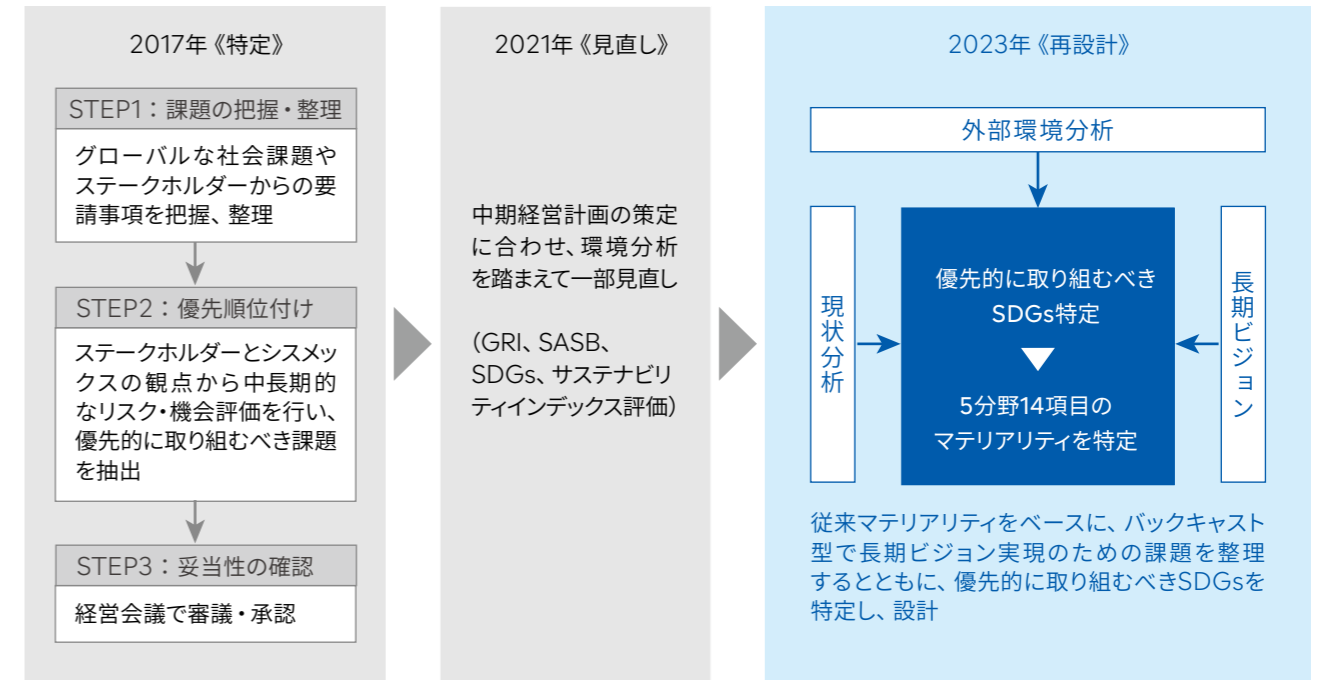 2017年《特定》
STEP1：課題の把握・整理
グローバルな社会課題や
ステークホルダーからの要
請事項を把握、整理
STEP2：優先順位付け
ステークホルダーとシスメッ
クスの観点から中長期的
なリスク・機会評価を行い、
優先的に取り組むべき課題
を抽出
STEP3：妥当性の確認
経営会議で審議・承認
2021年《見直し》
中期経営計画の策定
に合わせ、環境分析
を踏まえて一部見直し
（GRI、SASB、
SDGs、サステナビリ
ティインデックス評価）
2023年《再設計》
外部環境分析
現状分析
優先的に取り組むべき
SDGs特定
5分野14項目の
マテリアリティを特定
長期ビジョン
従来マテリアリティをベースに、バックキャスト
型で長期ビジョン実現のための課題を整理
するとともに、優先的に取り組むべきSDGsを
特定し、設計